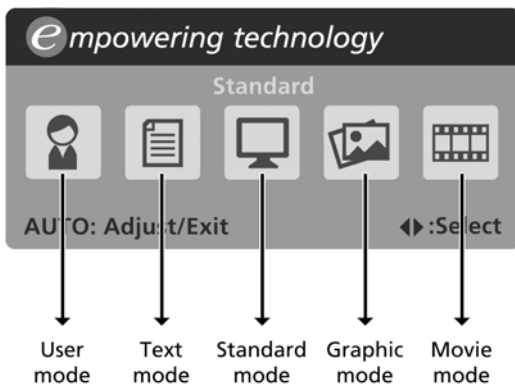 empowering technology
Standard
AUTO: Adjust/Exit ◀▶:Select
User mode
Text mode
Standard mode
Graphic mode
Movie mode